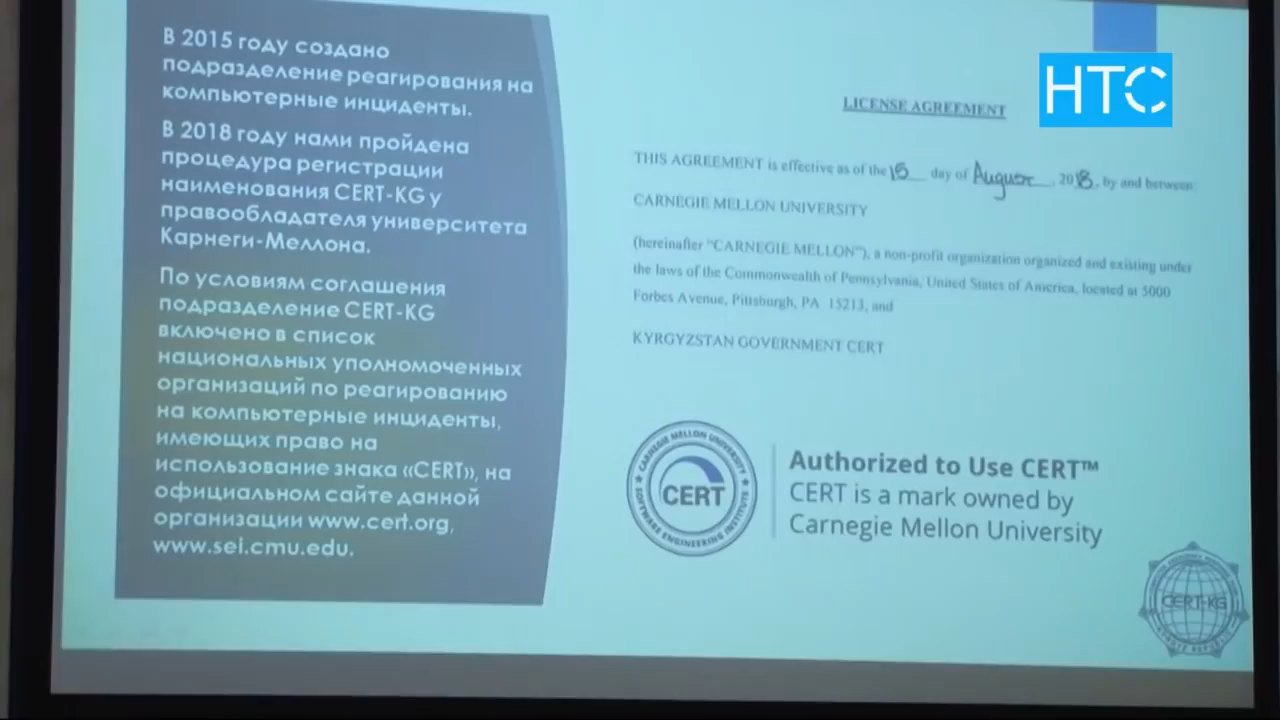 В 2015 году создано
подразделение реагирования на
компьютерные инциденты.
В 2018 году нами пройдена
процедура регистрации
наименования CERT-KG у
правообладателя университета
Карнеги-Меллона.
По условиям соглашения
подразделение CERT-KG
включено в список
национальных уполномоченных
организаций по реагированию
на компьютерные инциденты,
имеющих право на
использование знака «CERT», на
официальном сайте данной
организации www.cert.org,
www.sei.cmu.edu.
НТС
LICENSE AGREEMENT
THIS AGREEMENT is effective as of the 15 day of August, 2018, by and between
CARNEGIE MELLON UNIVERSITY
(hereinafter "CARNEGIE MELLON"), a non-profit organization organized and existing under
the laws of the Commonwealth of Pennsylvania, United States of America, located at 5000
Forbes Avenue, Pittsburgh, PA 15213, and
KYRGYZSTAN GOVERNMENT CERT
CARNEGIE MELLON UNIVERSITY
CERT
SOFTWARE ENGINEERING INSTITUTE
Authorized to Use CERT™
CERT is a mark owned by
Carnegie Mellon University
CERT-KG